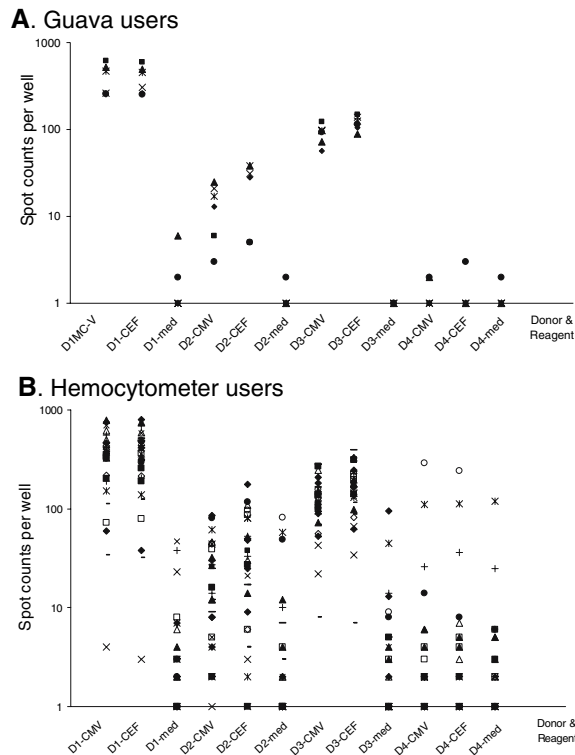 A. Guava users
Spot counts per well
1000
100
10
1
D1MC-V
D1-CEF
D1-med
D2-CMV
D2-CEF
D2-med
D3-CMV
D3-CEF
D3-med
D4-CMV
D4-CEF
D4-med
Donor &
Reagent
B. Hemocytometer users
Spot counts per well
1000
100
10
1
D1-CMV
D1-CEF
D1-med
D2-CMV
D2-CEF
D2-med
D3-CMV
D3-CEF
D3-med
D4-CMV
D4-CEF
D4-med
Donor &
Reagent